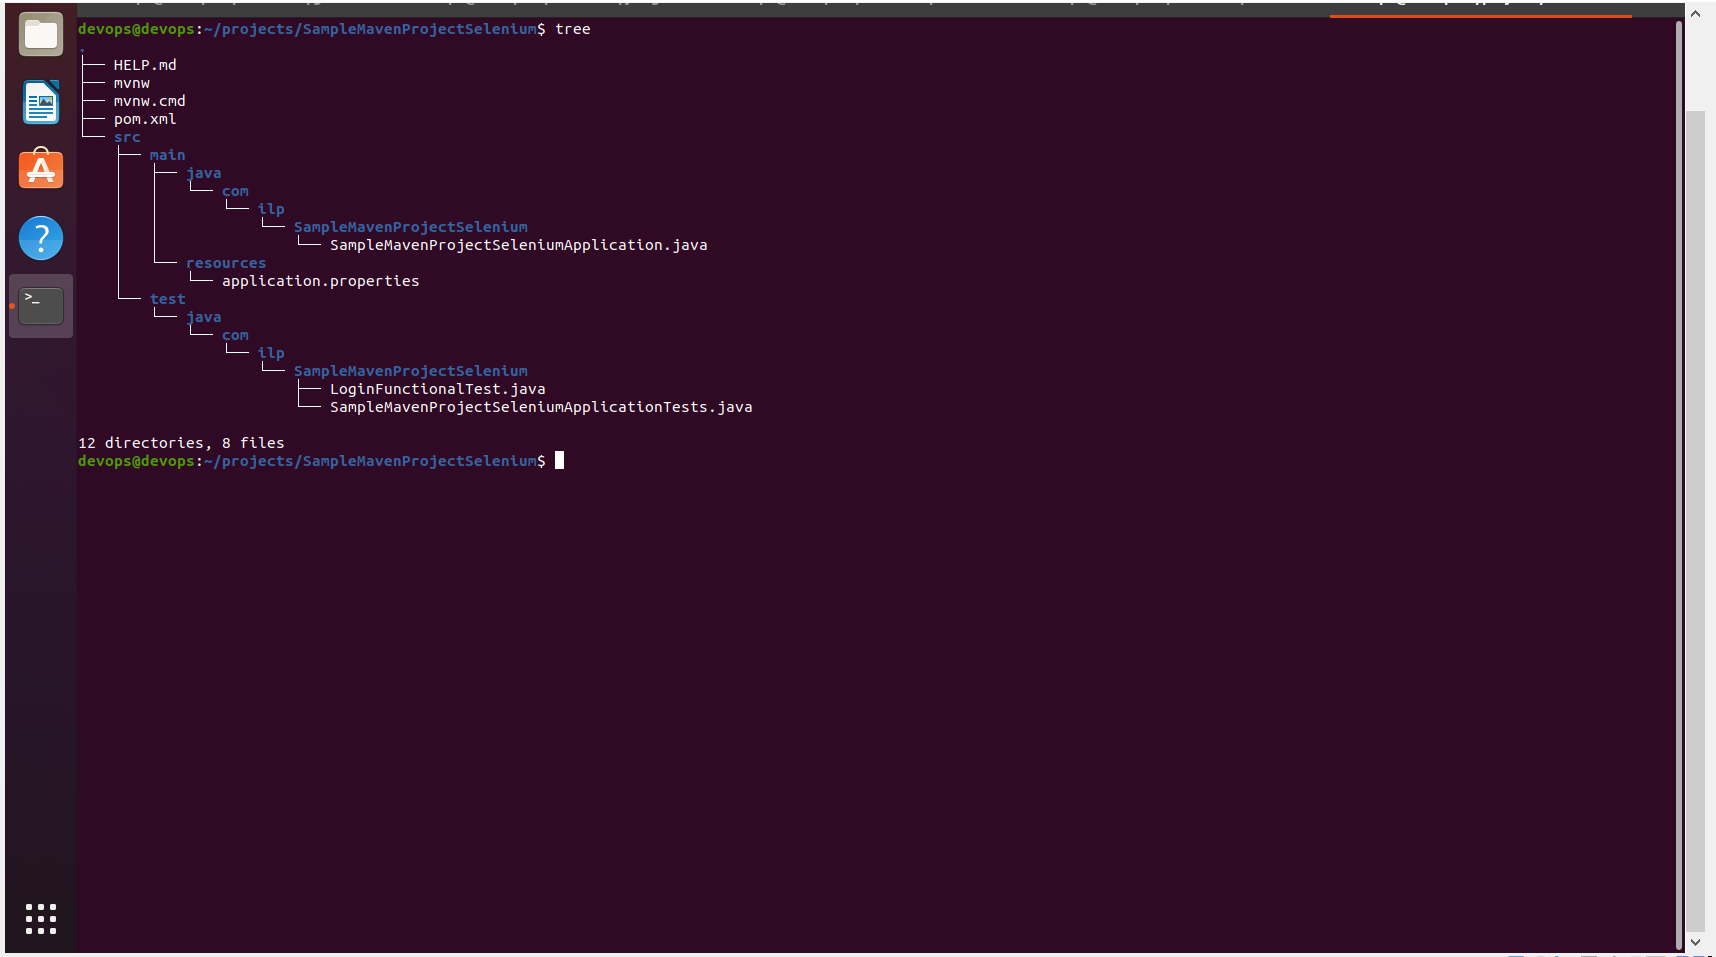 devops@devops:~/projects/SampleMavenProjectSelenium$ tree
.
├── HELP.md
├── mvnw
├── mvnw.cmd
├── pom.xml
└── src
    ├── main
    │   ├── java
    │   │   └── com
    │   │       └── ilp
    │   │           └── SampleMavenProjectSelenium
    │   │               └── SampleMavenProjectSeleniumApplication.java
    │   └── resources
    │       └── application.properties
    └── test
        └── java
            └── com
                └── ilp
                    └── SampleMavenProjectSelenium
                        ├── LoginFunctionalTest.java
                        └── SampleMavenProjectSeleniumApplicationTests.java

12 directories, 8 files
devops@devops:~/projects/SampleMavenProjectSelenium$